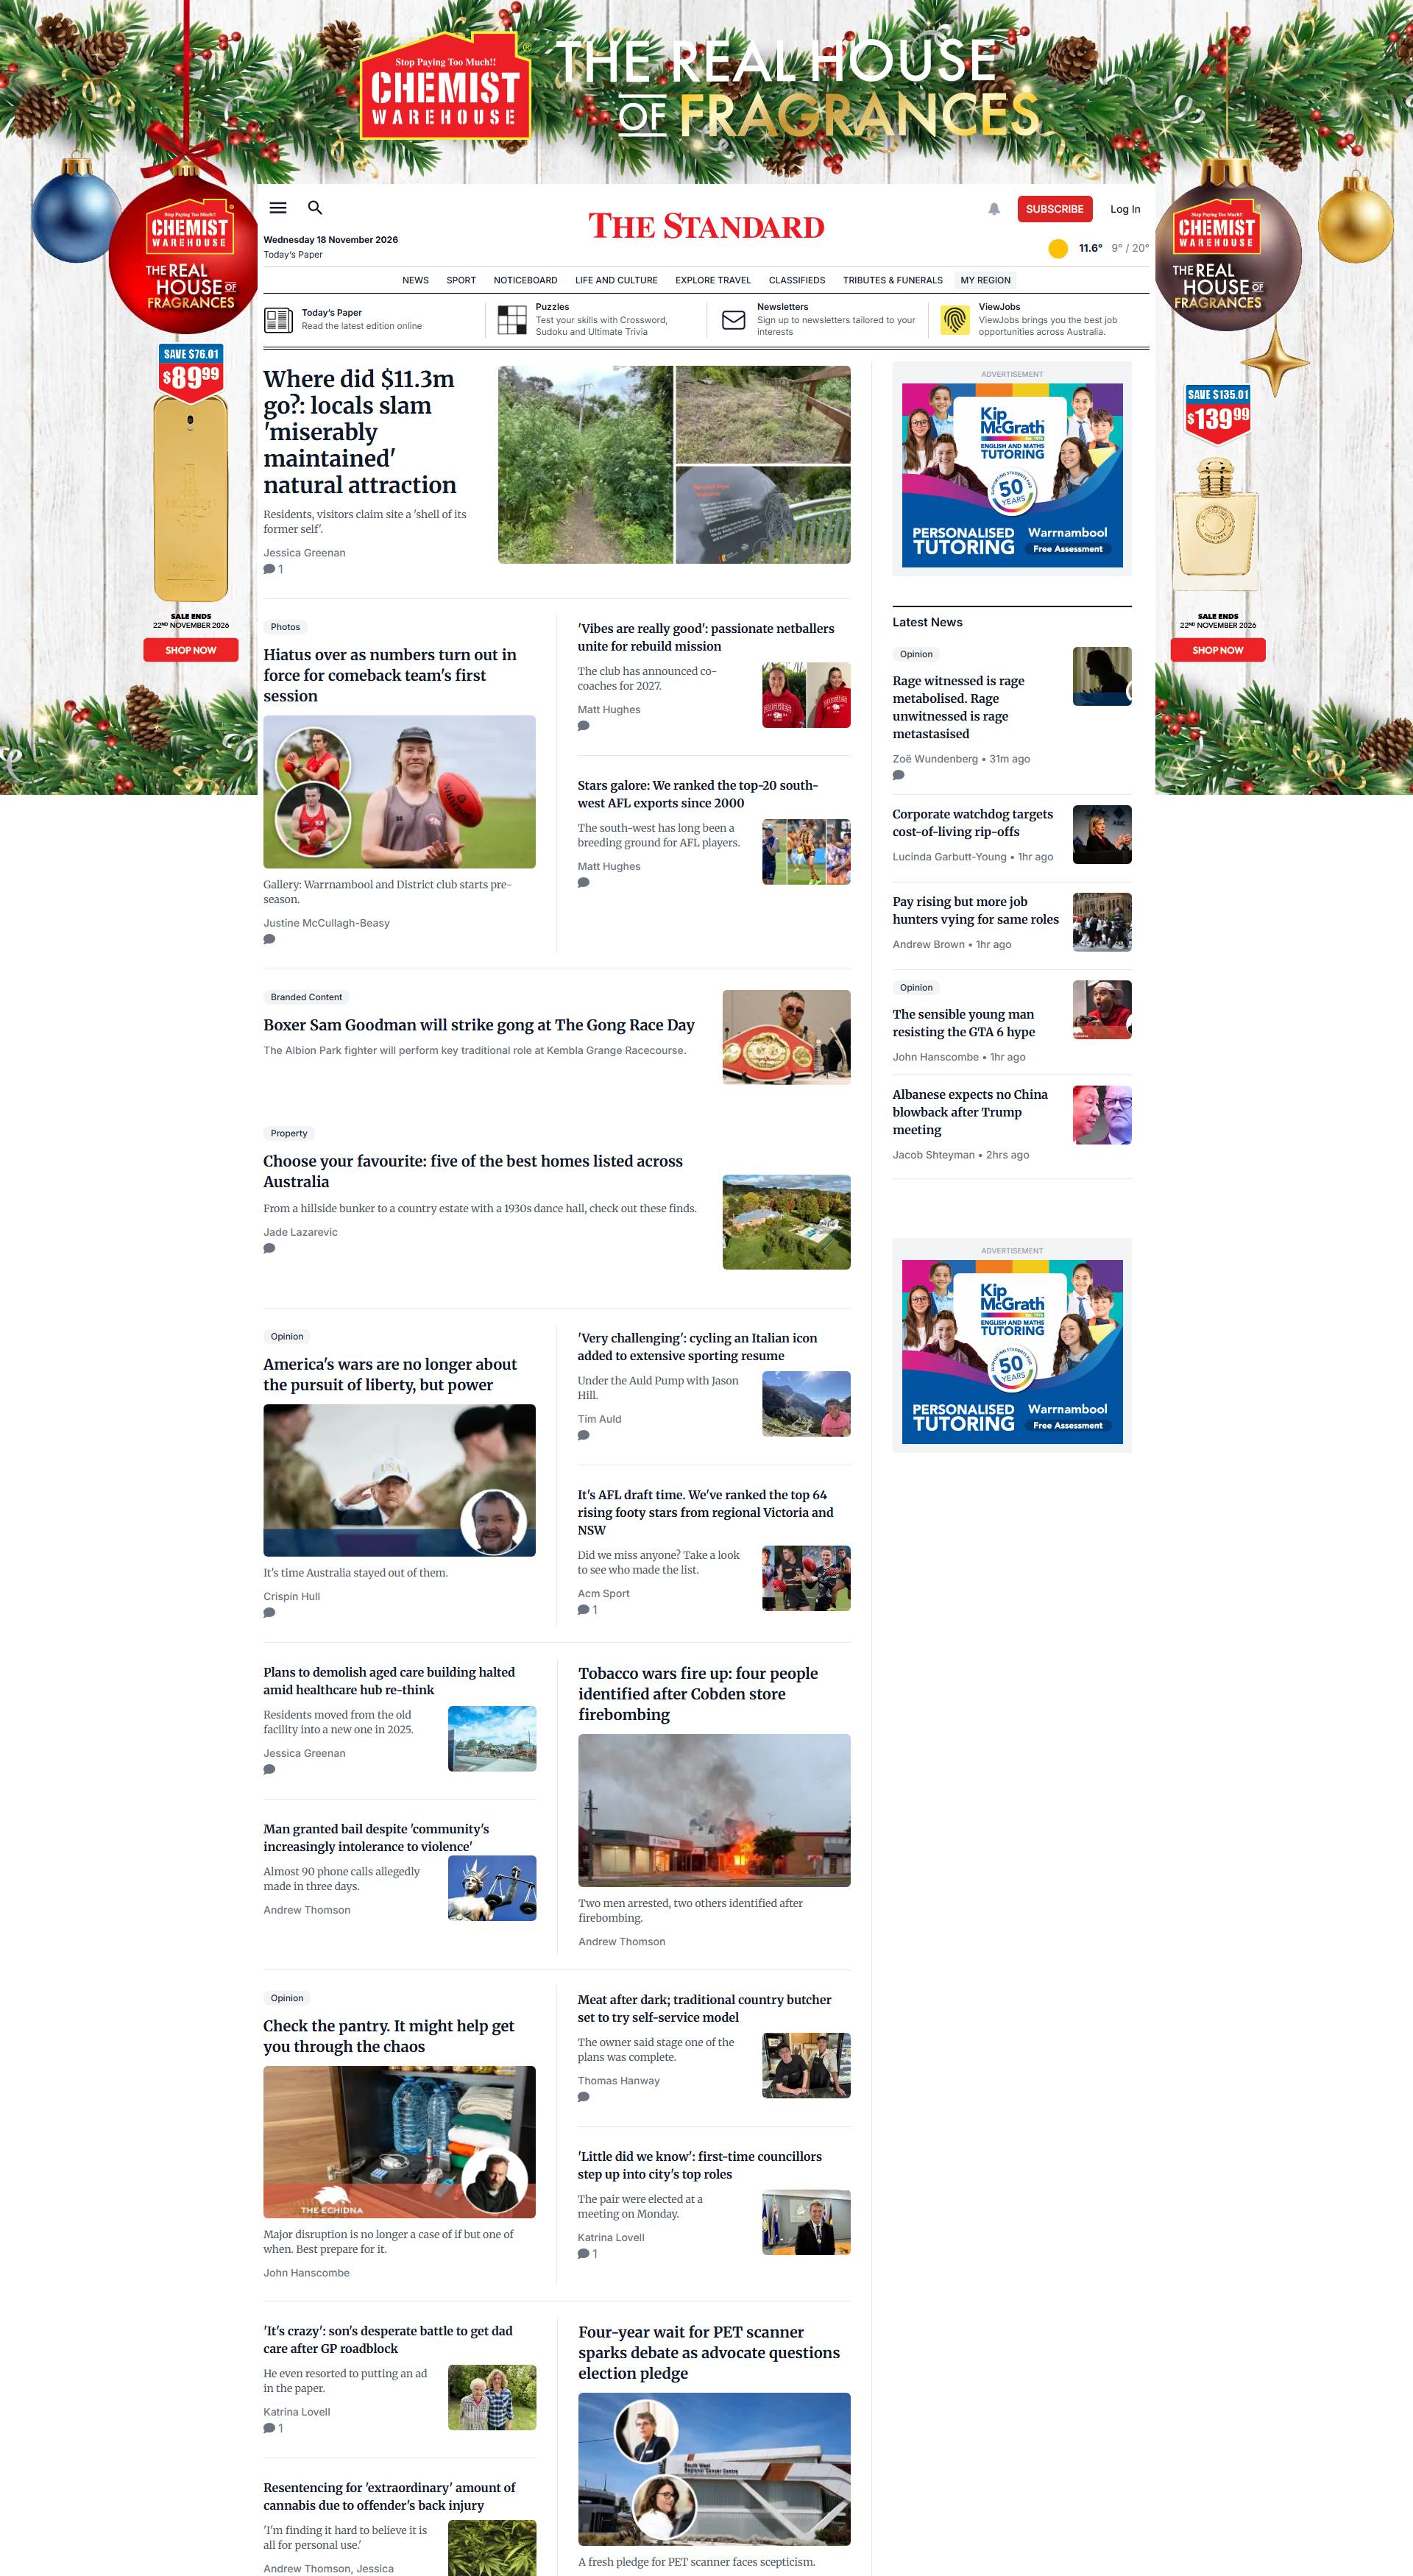 Stop Paying Too Much!!
CHEMIST
WAREHOUSE
THE REAL HOUSE
OF FRAGRANCES
Stop Paying Too Much!!
CHEMIST
WAREHOUSE
THE REAL
HOUSE OF
FRAGRANCES
SAVE $76.01
$89.99
SALE ENDS
22ND NOVEMBER 2026
SHOP NOW
Stop Paying Too Much!!
CHEMIST
WAREHOUSE
THE REAL
HOUSE OF
FRAGRANCES
SAVE $135.01
$139.99
SALE ENDS
22ND NOVEMBER 2026
SHOP NOW
THE STANDARD
SUBSCRIBE
Log In
Wednesday 18 November 2026
Today's Paper
11.6° 9° / 20°
NEWS SPORT NOTICEBOARD LIFE AND CULTURE EXPLORE TRAVEL CLASSIFIEDS TRIBUTES & FUNERALS MY REGION
Today's Paper
Read the latest edition online
Puzzles
Test your skills with Crossword,
Sudoku and Ultimate Trivia
Newsletters
Sign up to newsletters tailored to your
interests
ViewJobs
ViewJobs brings you the best job
opportunities across Australia.
Where did $11.3m
go?: locals slam
'miserably
maintained'
natural attraction
Residents, visitors claim site a 'shell of its
former self'.
Jessica Greenan
1
Photos
Hiatus over as numbers turn out in
force for comeback team's first
session
Gallery: Warrnambool and District club starts pre-
season.
Justine McCullagh-Beasy
'Vibes are really good': passionate netballers
unite for rebuild mission
The club has announced co-
coaches for 2027.
Matt Hughes
Stars galore: We ranked the top-20 south-
west AFL exports since 2000
The south-west has long been a
breeding ground for AFL players.
Matt Hughes
Branded Content
Boxer Sam Goodman will strike gong at The Gong Race Day
The Albion Park fighter will perform key traditional role at Kembla Grange Racecourse.
Property
Choose your favourite: five of the best homes listed across
Australia
From a hillside bunker to a country estate with a 1930s dance hall, check out these finds.
Jade Lazarevic
Opinion
America's wars are no longer about
the pursuit of liberty, but power
USA
It's time Australia stayed out of them.
Crispin Hull
'Very challenging': cycling an Italian icon
added to extensive sporting resume
Under the Auld Pump with Jason
Hill.
Tim Auld
It's AFL draft time. We've ranked the top 64
rising footy stars from regional Victoria and
NSW
Did we miss anyone? Take a look
to see who made the list.
Acm Sport
1
Plans to demolish aged care building halted
amid healthcare hub re-think
Residents moved from the old
facility into a new one in 2025.
Jessica Greenan
Man granted bail despite 'community's
increasingly intolerance to violence'
Almost 90 phone calls allegedly
made in three days.
Andrew Thomson
Tobacco wars fire up: four people
identified after Cobden store
firebombing
Two men arrested, two others identified after
firebombing.
Andrew Thomson
Opinion
Check the pantry. It might help get
you through the chaos
THE ECHIDNA
Major disruption is no longer a case of if but one of
when. Best prepare for it.
John Hanscombe
Meat after dark; traditional country butcher
set to try self-service model
The owner said stage one of the
plans was complete.
Thomas Hanway
'Little did we know': first-time councillors
step up into city's top roles
The pair were elected at a
meeting on Monday.
Katrina Lovell
1
'It's crazy': son's desperate battle to get dad
care after GP roadblock
He even resorted to putting an ad
in the paper.
Katrina Lovell
1
Resentencing for 'extraordinary' amount of
cannabis due to offender's back injury
'I'm finding it hard to believe it is
all for personal use.'
Andrew Thomson, Jessica
Four-year wait for PET scanner
sparks debate as advocate questions
election pledge
South West
Regional Cancer Centre
A fresh pledge for PET scanner faces scepticism.
ADVERTISEMENT
Kip
McGrath
ENGLISH AND MATHS
TUTORING
SUPPORTING STUDENTS FOR
50
YEARS
PERSONALISED
TUTORING
Warrnambool
Free Assessment
Latest News
Opinion
Rage witnessed is rage
metabolised. Rage
unwitnessed is rage
metastasised
Zoë Wundenberg • 31m ago
Corporate watchdog targets
cost-of-living rip-offs
Lucinda Garbutt-Young • 1hr ago
Pay rising but more job
hunters vying for same roles
Andrew Brown • 1hr ago
Opinion
The sensible young man
resisting the GTA 6 hype
John Hanscombe • 1hr ago
Albanese expects no China
blowback after Trump
meeting
Jacob Shteyman • 2hrs ago
ADVERTISEMENT
Kip
McGrath
ENGLISH AND MATHS
TUTORING
SUPPORTING STUDENTS FOR
50
YEARS
PERSONALISED
TUTORING
Warrnambool
Free Assessment